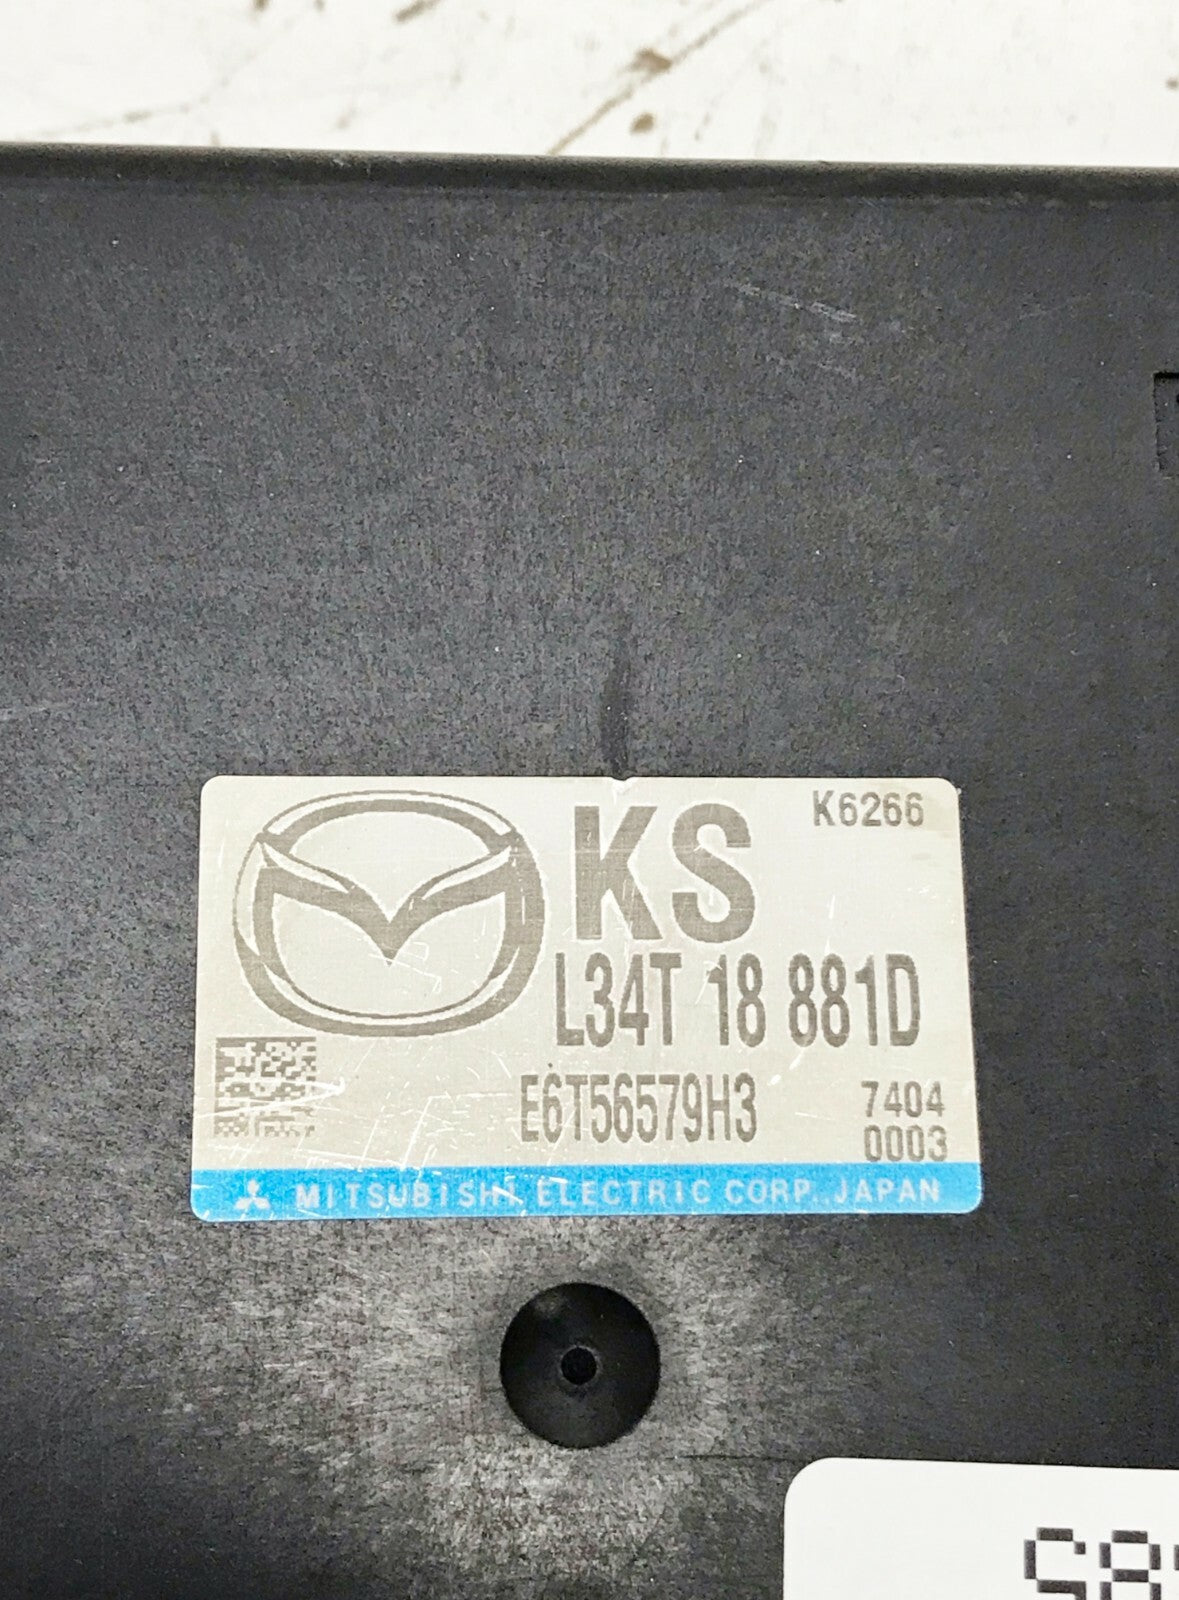 KS
K6266
L34T 18 881D
E6T56579H3
7404
0003
MITSUBISHI ELECTRIC CORP. JAPAN